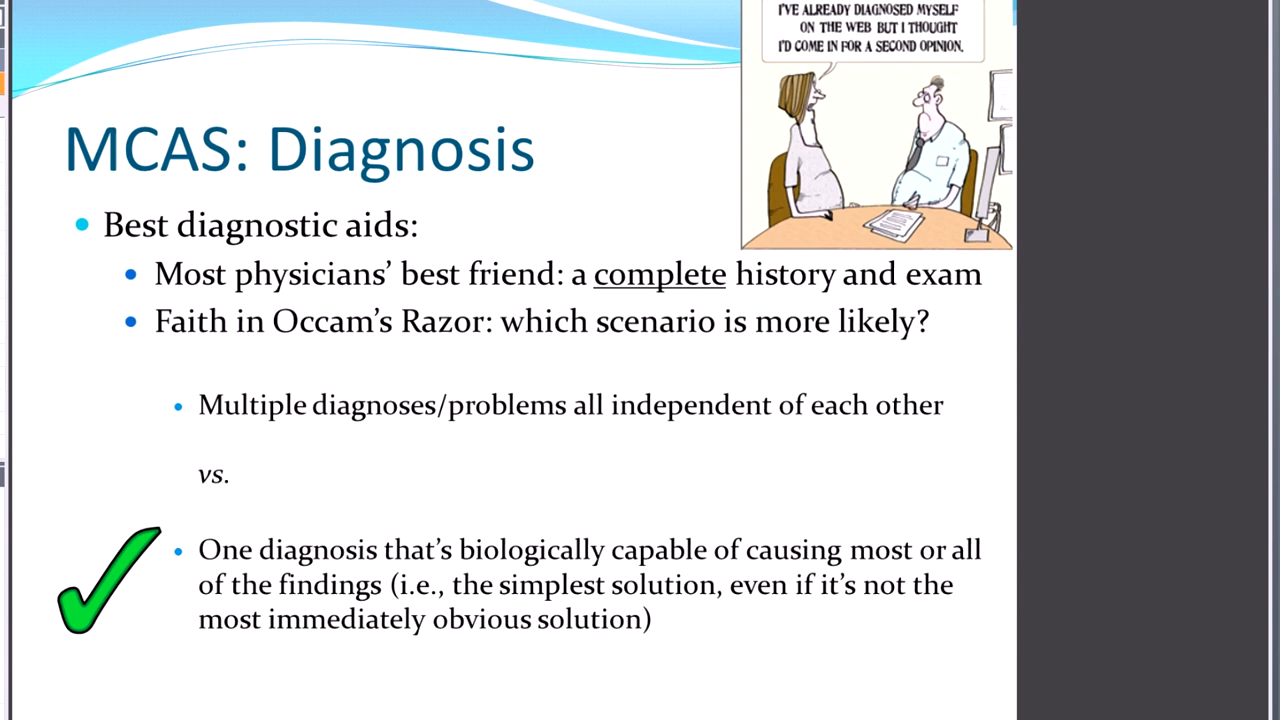 I'VE ALREADY DIAGNOSED MYSELF
ON THE WEB BUT I THOUGHT
I'D COME IN FOR A SECOND OPINION.
MCAS: Diagnosis
Best diagnostic aids:
Most physicians’ best friend: a complete history and exam
Faith in Occam’s Razor: which scenario is more likely?
Multiple diagnoses/problems all independent of each other
vs.
One diagnosis that’s biologically capable of causing most or all
of the findings (i.e., the simplest solution, even if it’s not the
most immediately obvious solution)